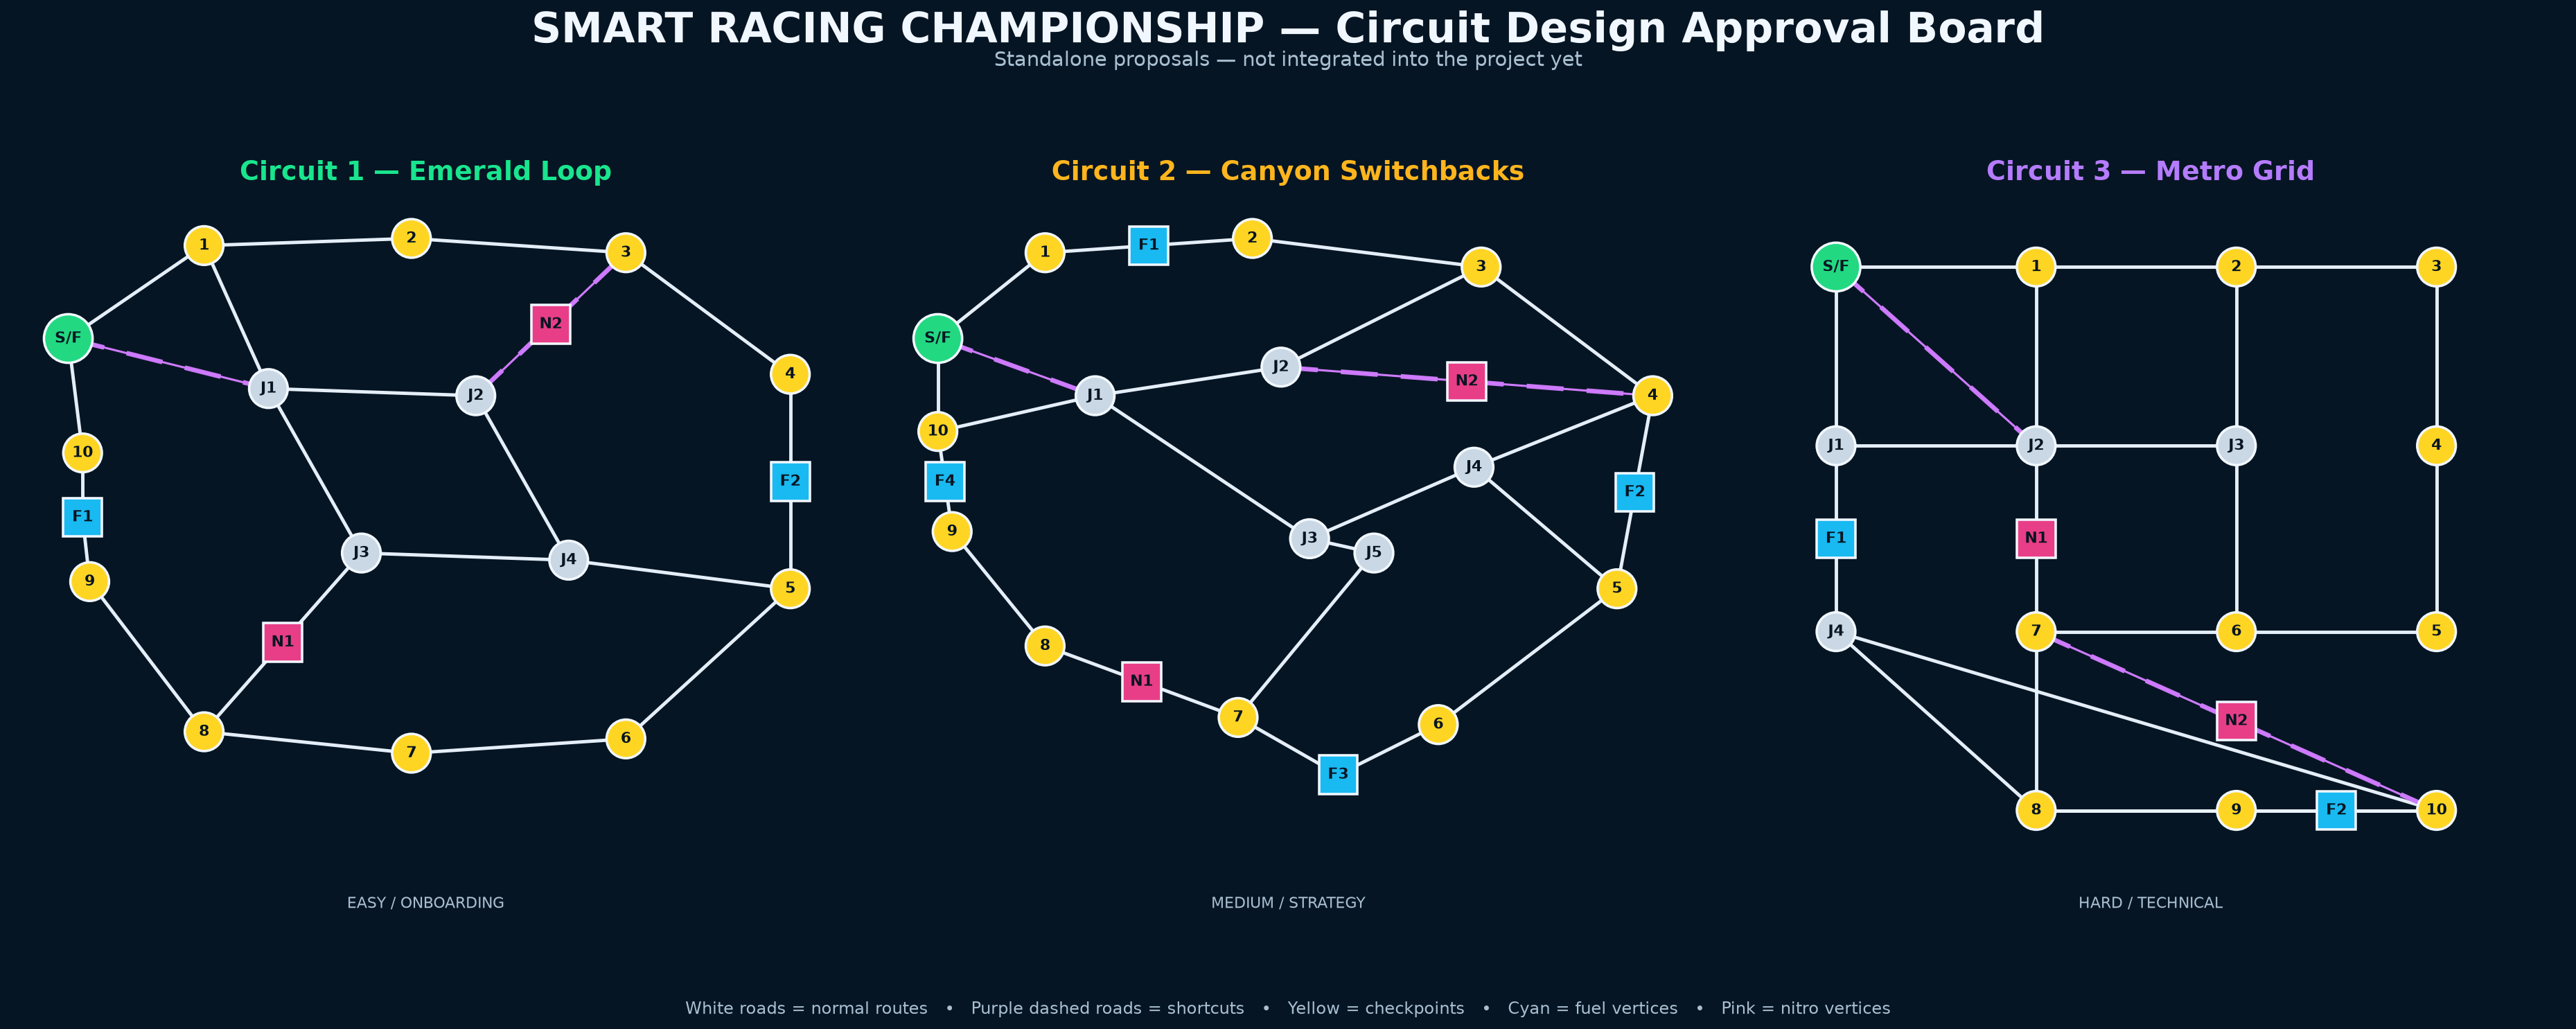 SMART RACING CHAMPIONSHIP — Circuit Design Approval Board
Standalone proposals — not integrated into the project yet
Circuit 1 — Emerald Loop
1
2
3
N2
S/F
4
J1
J2
10
F2
F1
J3
J4
9
5
N1
8
6
7
EASY / ONBOARDING
Circuit 2 — Canyon Switchbacks
1
F1
2
3
S/F
J2
N2
J1
4
10
J4
F4
F2
9
J3
J5
5
8
N1
7
6
F3
MEDIUM / STRATEGY
Circuit 3 — Metro Grid
S/F
1
2
3
J1
J2
J3
4
F1
N1
J4
7
6
5
N2
8
9
F2
10
HARD / TECHNICAL
White roads = normal routes • Purple dashed roads = shortcuts • Yellow = checkpoints • Cyan = fuel vertices • Pink = nitro vertices